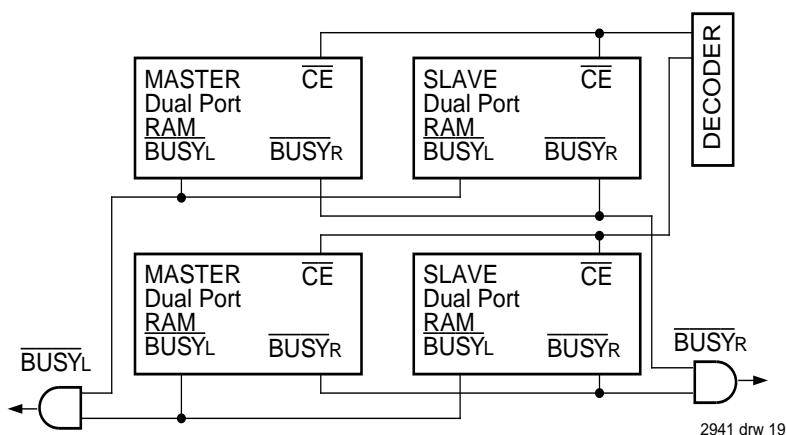 MASTER CE
Dual Port
RAM
BUSYL BUSYR
SLAVE CE
Dual Port
RAM
BUSYL BUSYR
DECODER
MASTER CE
Dual Port
RAM
BUSYL BUSYR
SLAVE CE
Dual Port
RAM
BUSYL BUSYR
BUSYL
BUSYR
2941 drw 19